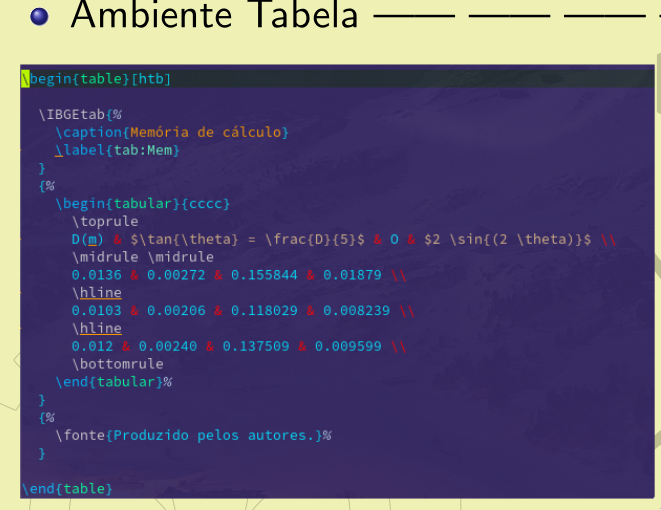 Ambiente Tabela
\begin{table}[htb]
\IBGEtab{%
\caption{Memória de cálculo}
\label{tab:Mem}
}
{%
\begin{tabular}{cccc}
\toprule
D(m) & $\tan{\theta} = \frac{D}{5}$ & O & $2 \sin{(2 \theta)}$ \\
\midrule \midrule
0.0136 & 0.00272 & 0.155844 & 0.01879 \\
\hline
0.0103 & 0.00206 & 0.118029 & 0.008239 \\
\hline
0.012 & 0.00240 & 0.137509 & 0.009599 \\
\bottomrule
\end{tabular}%
}
{%
\fonte{Produzido pelos autores.}%
}
\end{table}